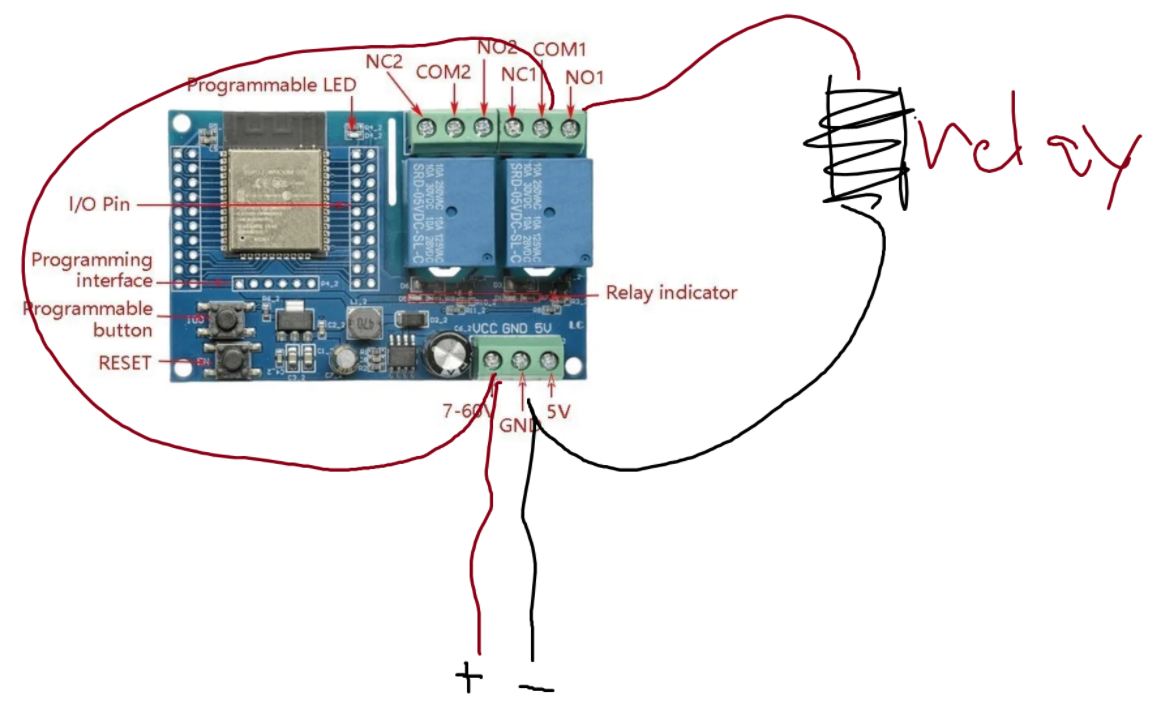 NO2
COM1
NC2
COM2
NC1
NO1
Programmable LED
I/O Pin
Programming
interface
Programmable
button
RESET
Relay indicator
SRD-05VDC-SL-C
10A 250VAC 10A 125VAC
10A 30VDC 10A 28VDC
SRD-05VDC-SL-C
10A 250VAC 10A 125VAC
10A 30VDC 10A 28VDC
470
VCC GND 5V
7-60V
GND
5V
relay
+ −